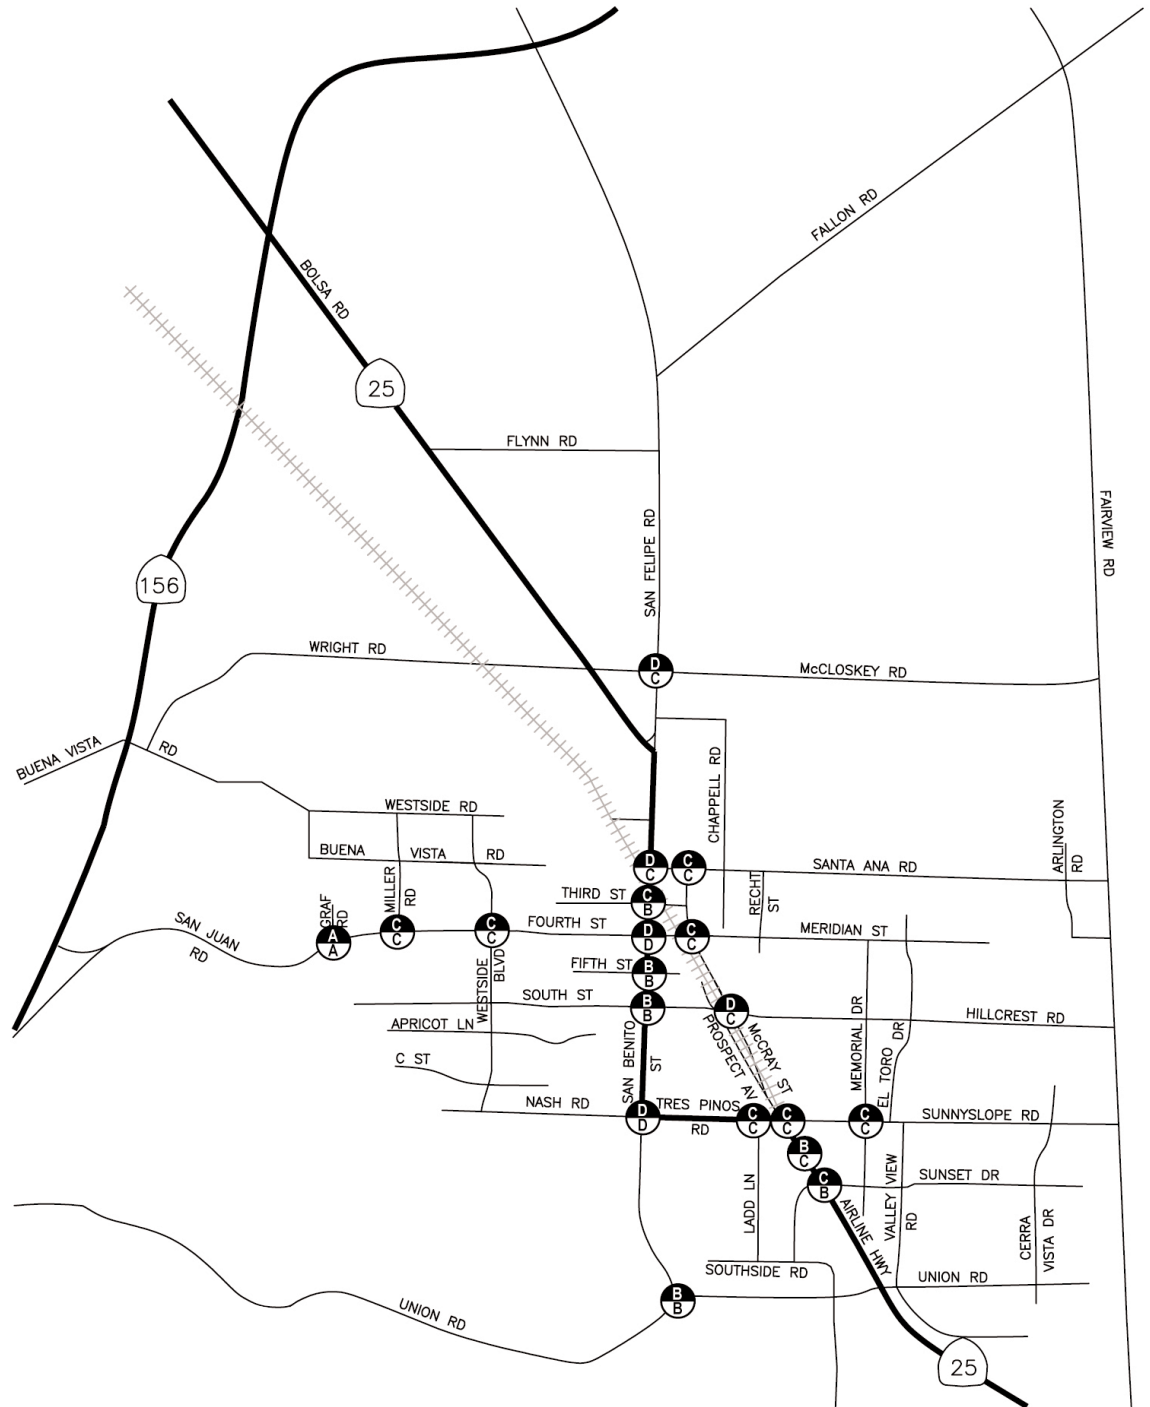 FALLON RD
BOLSA RD
25
FLYNN RD
SAN FELIPE RD
FAIRVIEW RD
156
WRIGHT RD
D
C
McCLOSKEY RD
BUENA VISTA
RD
CHAPPELL RD
WESTSIDE RD
ARLINGTON
RD
BUENA VISTA RD
D
C
C
C
SANTA ANA RD
MILLER
RD
THIRD ST
C
B
RECHT
ST
GRAF
RD
SAN JUAN
RD
A
A
C
C
C
C
FOURTH ST
D
D
C
C
MERIDIAN ST
WESTSIDE
BLVD
FIFTH ST
B
B
SOUTH ST
B
B
D
C
HILLCREST RD
APRICOT LN
SAN BENITO
ST
PROSPECT AV
McCRAY ST
MEMORIAL DR
EL TORO DR
C ST
NASH RD
D
D
TRES PINOS
RD
C
C
C
C
C
C
SUNNYSLOPE RD
B
C
C
B
SUNSET DR
LADD LN
AIRLINE HWY
VALLEY VIEW
RD
CERRA
VISTA DR
SOUTHSIDE RD
UNION RD
B
B
UNION RD
25